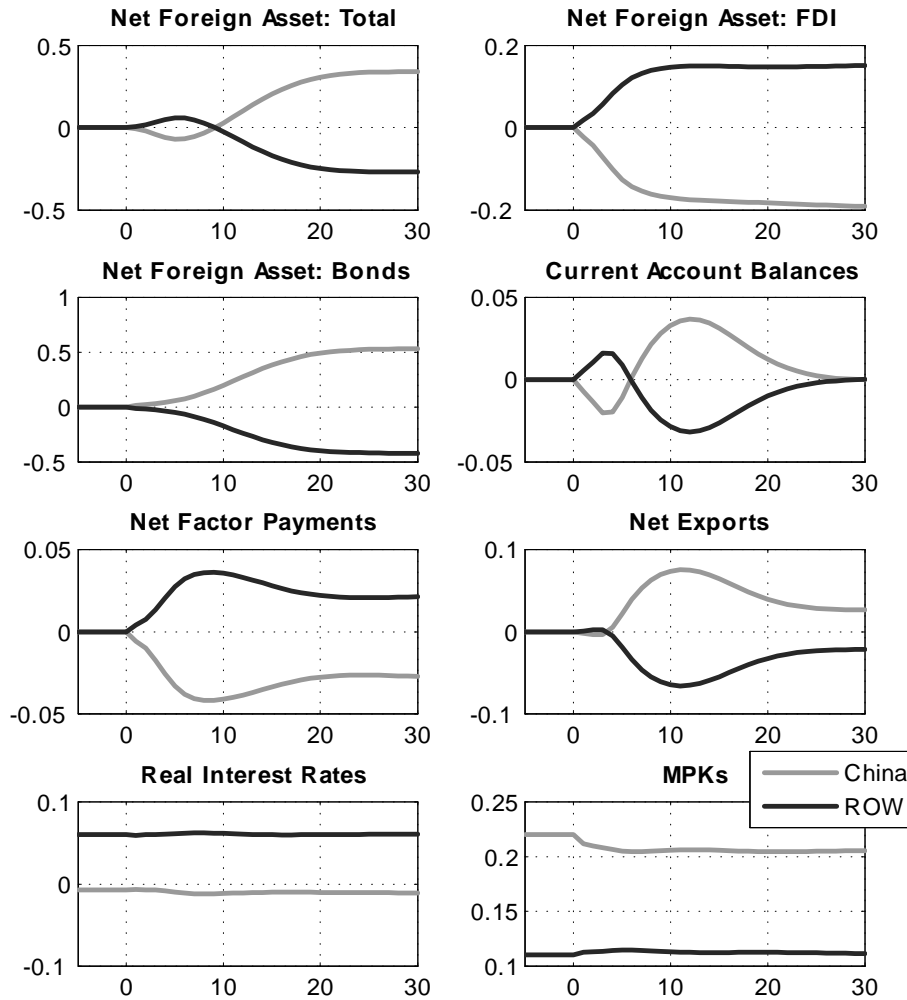 Net Foreign Asset: Total
0.5
0
-0.5
0 10 20 30
Net Foreign Asset: FDI
0.2
0
-0.2
0 10 20 30
Net Foreign Asset: Bonds
1
0.5
0
-0.5
0 10 20 30
Current Account Balances
0.05
0
-0.05
0 10 20 30
Net Factor Payments
0.05
0
-0.05
0 10 20 30
Net Exports
0.1
0
-0.1
0 10 20 30
Real Interest Rates
0.1
0
-0.1
0 10 20 30
MPKs
0.25
0.2
0.15
0.1
0 10 20 30
China
ROW